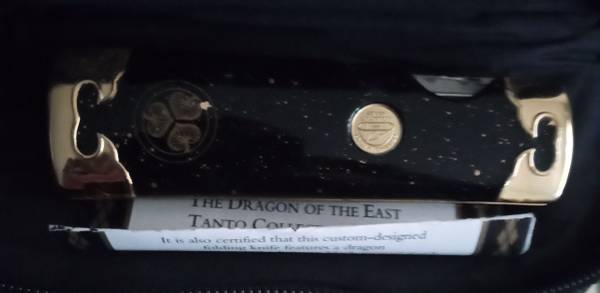 THE DRAGON OF THE EAST
TANTO
It is also certified that this custom-designed
folding knife features a dragon